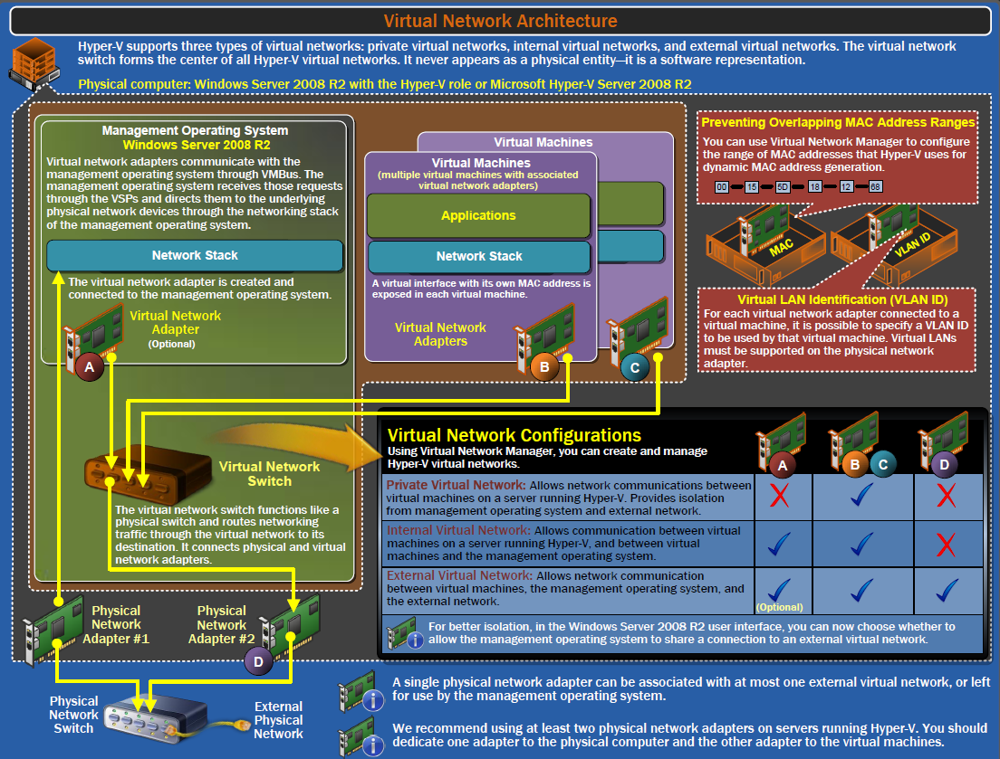 Virtual Network Architecture
Hyper-V supports three types of virtual networks: private virtual networks, internal virtual networks, and external virtual networks. The virtual network
switch forms the center of all Hyper-V virtual networks. It never appears as a physical entity—it is a software representation.
Physical computer: Windows Server 2008 R2 with the Hyper-V role or Microsoft Hyper-V Server 2008 R2
Management Operating System
Windows Server 2008 R2
Virtual network adapters communicate with the
management operating system through VMBus. The
management operating system receives those requests
through the VSPs and directs them to the underlying
physical network devices through the networking stack
of the management operating system.
Network Stack
The virtual network adapter is created and
connected to the management operating system.
Virtual Network
Adapter
(Optional)
A
Virtual Machines
Virtual Machines
(multiple virtual machines with associated
virtual network adapters)
Applications
Network Stack
A virtual interface with its own MAC address is
exposed in each virtual machine.
Virtual Network
Adapters
B
C
Preventing Overlapping MAC Address Ranges
You can use Virtual Network Manager to configure
the range of MAC addresses that Hyper-V uses for
dynamic MAC address generation.
00 15 5D 18 12 68
MAC
VLAN ID
Virtual LAN Identification (VLAN ID)
For each virtual network adapter connected to a
virtual machine, it is possible to specify a VLAN ID
to be used by that virtual machine. Virtual LANs
must be supported on the physical network
adapter.
Virtual Network
Switch
The virtual network switch functions like a
physical switch and routes networking
traffic through the virtual network to its
destination. It connects physical and virtual
network adapters.
Virtual Network Configurations
Using Virtual Network Manager, you can create and manage
Hyper-V virtual networks.
A
B
C
D
Private Virtual Network: Allows network communications between
virtual machines on a server running Hyper-V. Provides isolation
from management operating system and external network.
Internal Virtual Network: Allows communication between virtual
machines on a server running Hyper-V, and between virtual
machines and the management operating system.
External Virtual Network: Allows network communication
between virtual machines, the management operating system, and
the external network.
(Optional)
For better isolation, in the Windows Server 2008 R2 user interface, you can now choose whether to
allow the management operating system to share a connection to an external virtual network.
Physical
Network
Adapter #1
Physical
Network
Adapter #2
D
Physical
Network
Switch
External
Physical
Network
A single physical network adapter can be associated with at most one external virtual network, or left
for use by the management operating system.
We recommend using at least two physical network adapters on servers running Hyper-V. You should
dedicate one adapter to the physical computer and the other adapter to the virtual machines.